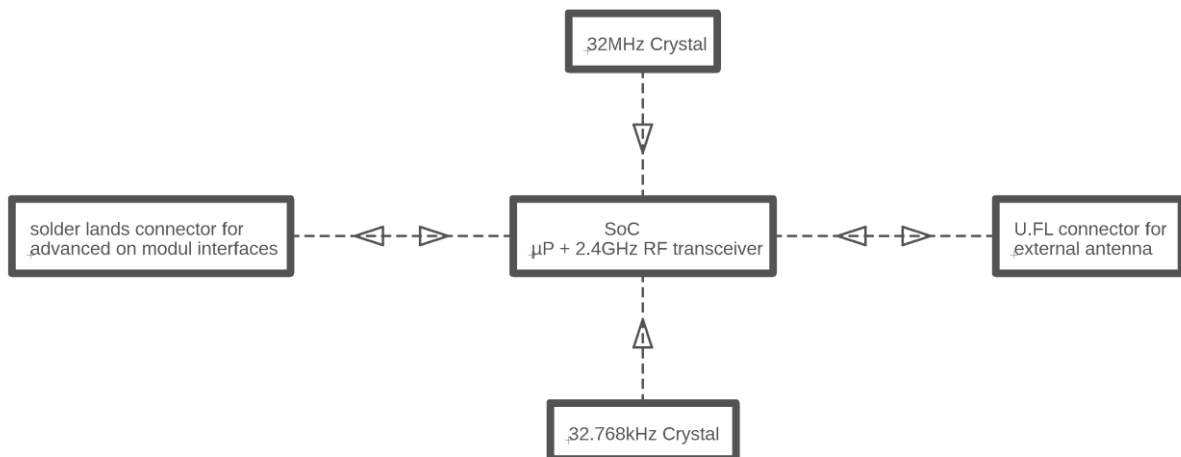 32MHz Crystal
solder lands connector for
advanced on modul interfaces
SoC
µP + 2.4GHz RF transceiver
U.FL connector for
external antenna
32.768kHz Crystal